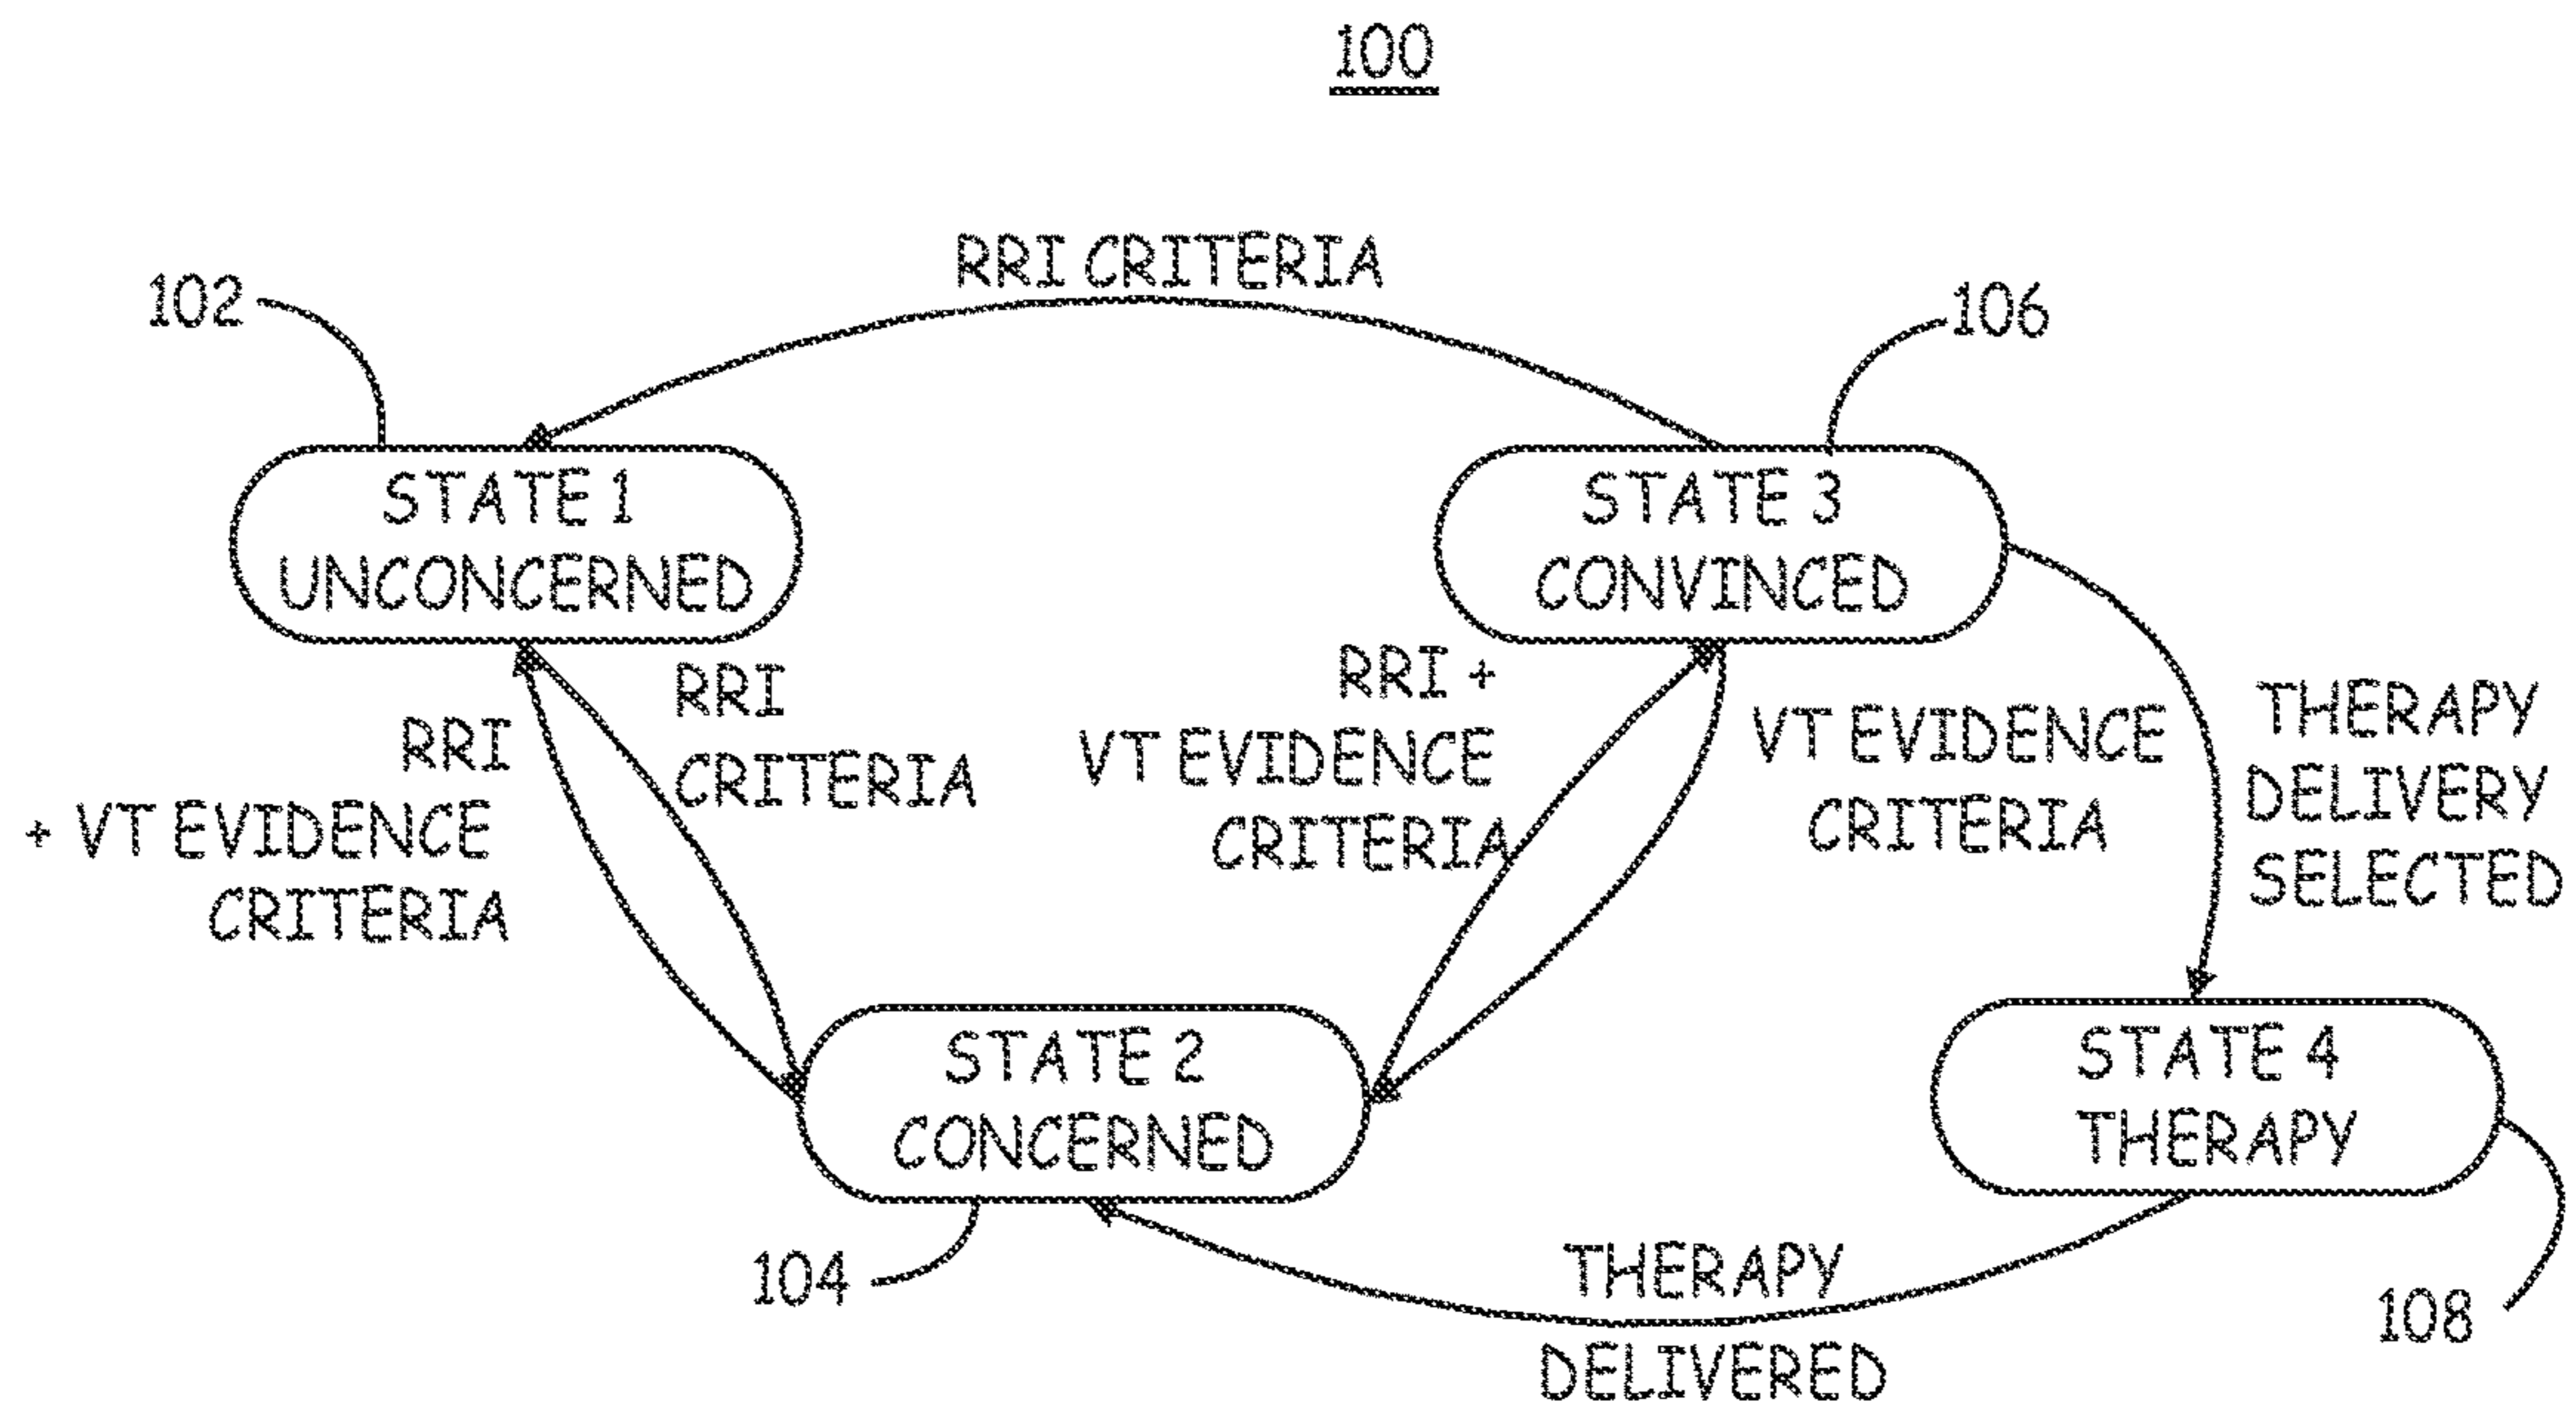 100
RRI CRITERIA
102
106
STATE 1
UNCONCERNED
STATE 3
CONVINCED
RRI
CRITERIA
RRI
+ VT EVIDENCE
CRITERIA
RRI +
VT EVIDENCE
CRITERIA
VT EVIDENCE
CRITERIA
THERAPY
DELIVERY
SELECTED
STATE 2
CONCERNED
STATE 4
THERAPY
104
THERAPY
DELIVERED
108